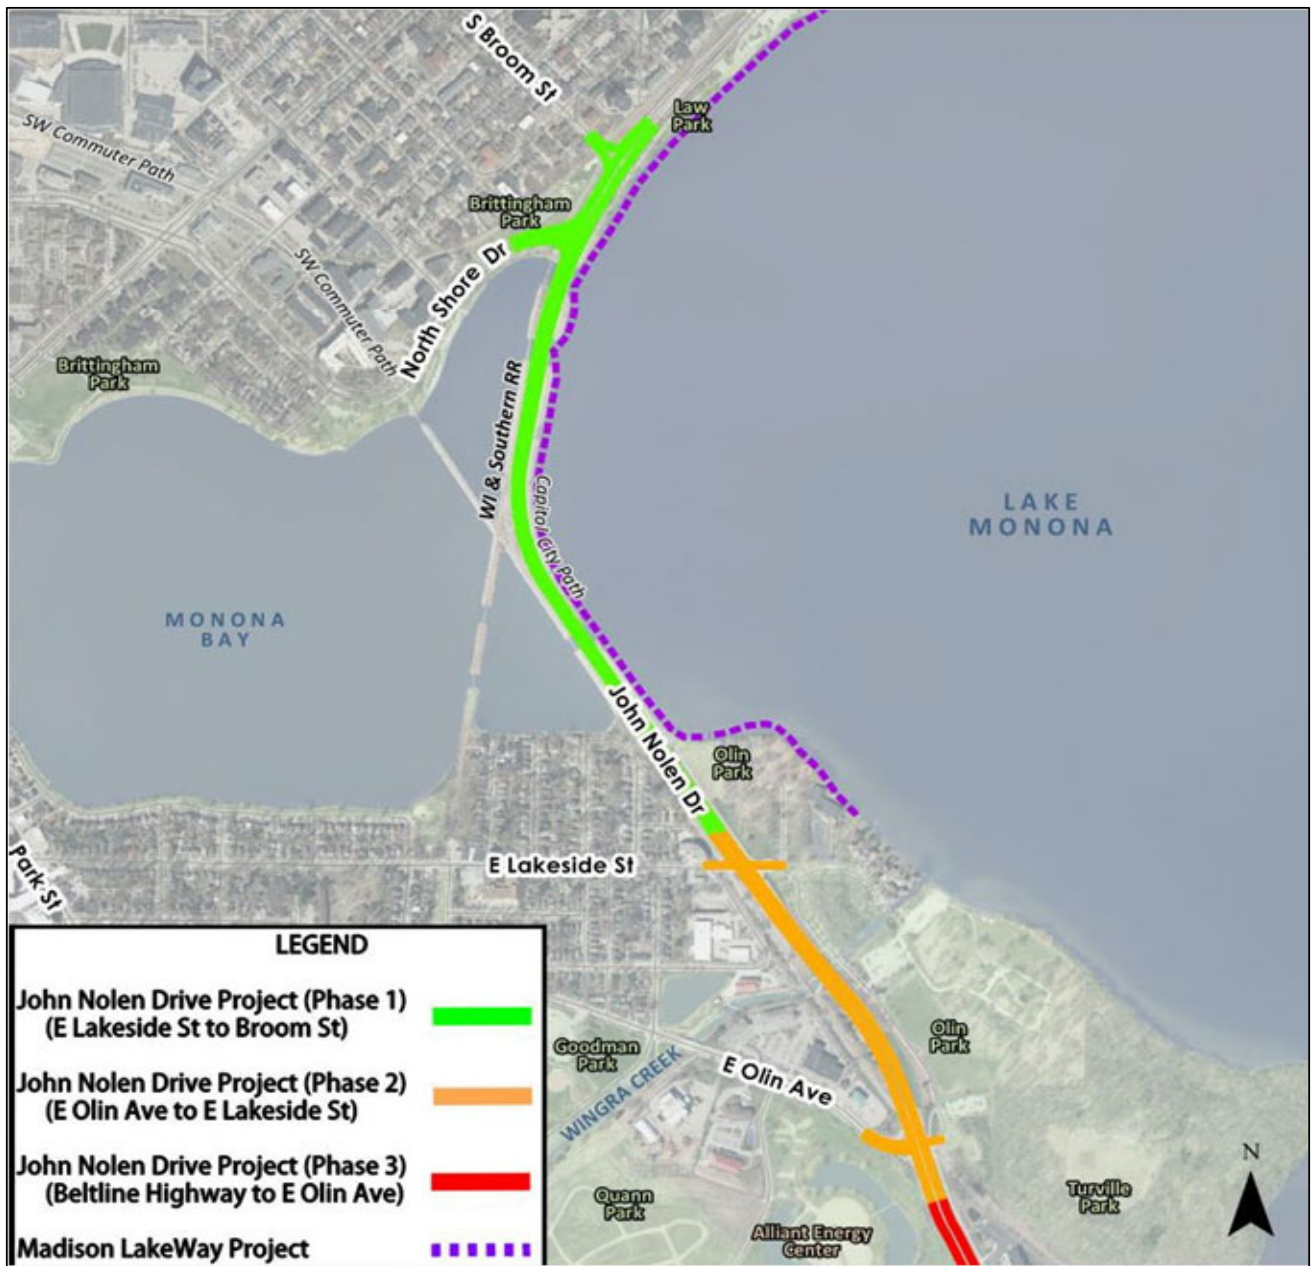 S Broom St
Law
Park
SW Commuter Path
Brittingham
Park
SW Commuter Path
North Shore Dr
Brittingham
Park
WI & Southern RR
Capital City Path
LAKE
MONONA
MONONA
BAY
John Nolen Dr
Olin
Park
E Lakeside St
Park St
LEGEND
John Nolen Drive Project (Phase 1)
(E Lakeside St to Broom St)
John Nolen Drive Project (Phase 2)
(E Olin Ave to E Lakeside St)
John Nolen Drive Project (Phase 3)
(Beltline Highway to E Olin Ave)
Madison LakeWay Project
Goodman
Park
WINGRA CREEK
E Olin Ave
Olin
Park
Quann
Park
Alliant Energy
Center
Turville
Park
N